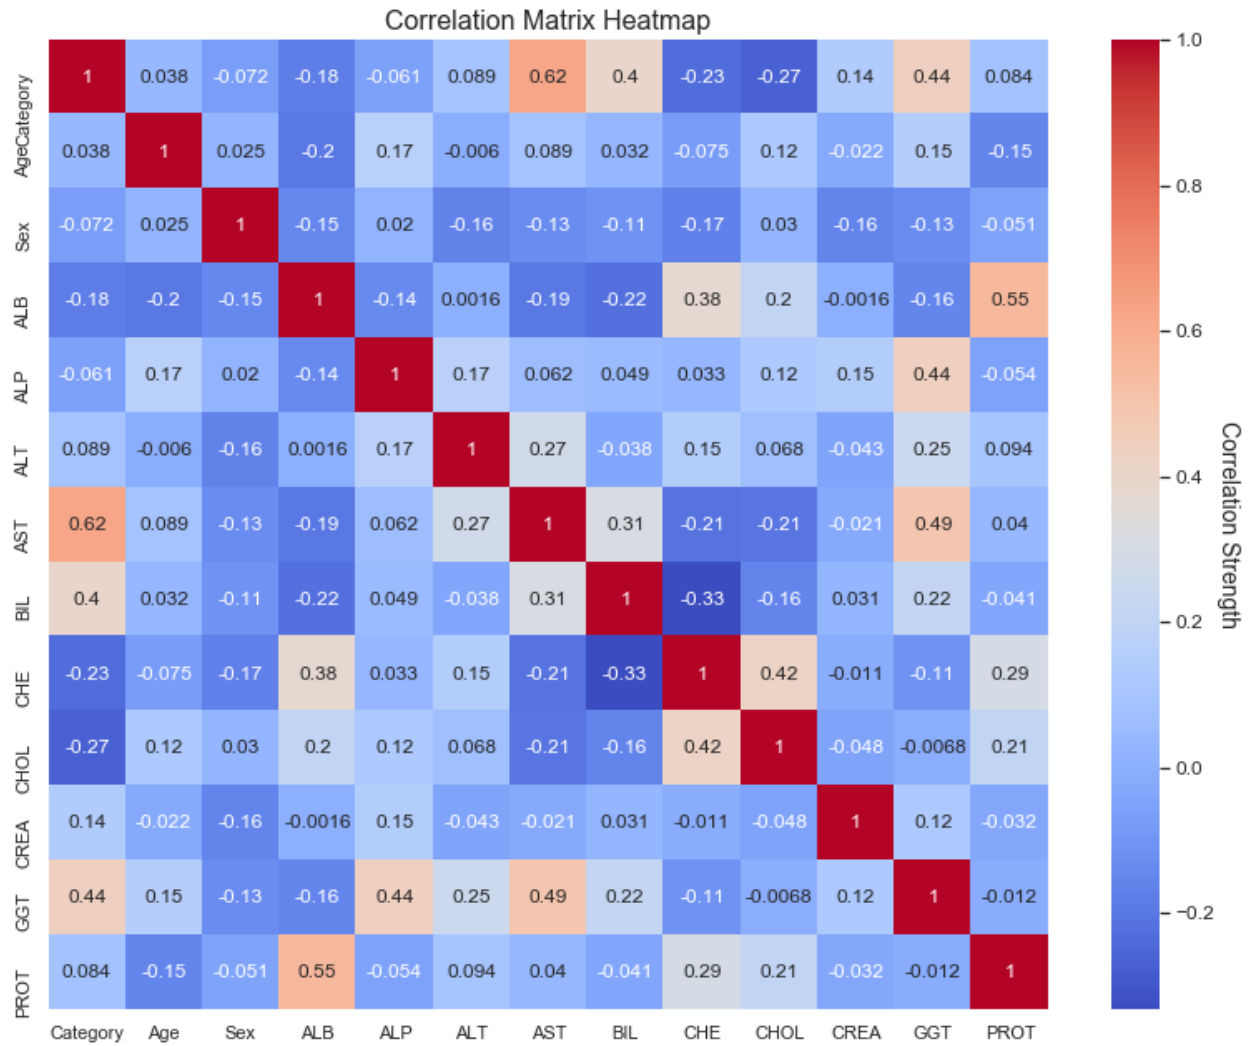 Correlation Matrix Heatmap
Category 1 0.038 -0.072 -0.18 -0.061 0.089 0.62 0.4 -0.23 -0.27 0.14 0.44 0.084
Age 0.038 1 0.025 -0.2 0.17 -0.006 0.089 0.032 -0.075 0.12 -0.022 0.15 -0.15
Sex -0.072 0.025 1 -0.15 0.02 -0.16 -0.13 -0.11 -0.17 0.03 -0.16 -0.13 -0.051
ALB -0.18 -0.2 -0.15 1 -0.14 0.0016 -0.19 -0.22 0.38 0.2 -0.0016 -0.16 0.55
ALP -0.061 0.17 0.02 -0.14 1 0.17 0.062 0.049 0.033 0.12 0.15 0.44 -0.054
ALT 0.089 -0.006 -0.16 0.0016 0.17 1 0.27 -0.038 0.15 0.068 -0.043 0.25 0.094
AST 0.62 0.089 -0.13 -0.19 0.062 0.27 1 0.31 -0.21 -0.21 -0.021 0.49 0.04
BIL 0.4 0.032 -0.11 -0.22 0.049 -0.038 0.31 1 -0.33 -0.16 0.031 0.22 -0.041
CHE -0.23 -0.075 -0.17 0.38 0.033 0.15 -0.21 -0.33 1 0.42 -0.011 -0.11 0.29
CHOL -0.27 0.12 0.03 0.2 0.12 0.068 -0.21 -0.16 0.42 1 -0.048 -0.0068 0.21
CREA 0.14 -0.022 -0.16 -0.0016 0.15 -0.043 -0.021 0.031 -0.011 -0.048 1 0.12 -0.032
GGT 0.44 0.15 -0.13 -0.16 0.44 0.25 0.49 0.22 -0.11 -0.0068 0.12 1 -0.012
PROT 0.084 -0.15 -0.051 0.55 -0.054 0.094 0.04 -0.041 0.29 0.21 -0.032 -0.012 1
Category Age Sex ALB ALP ALT AST BIL CHE CHOL CREA GGT PROT
1.0
0.8
0.6
0.4
0.2
0.0
−0.2
Correlation Strength